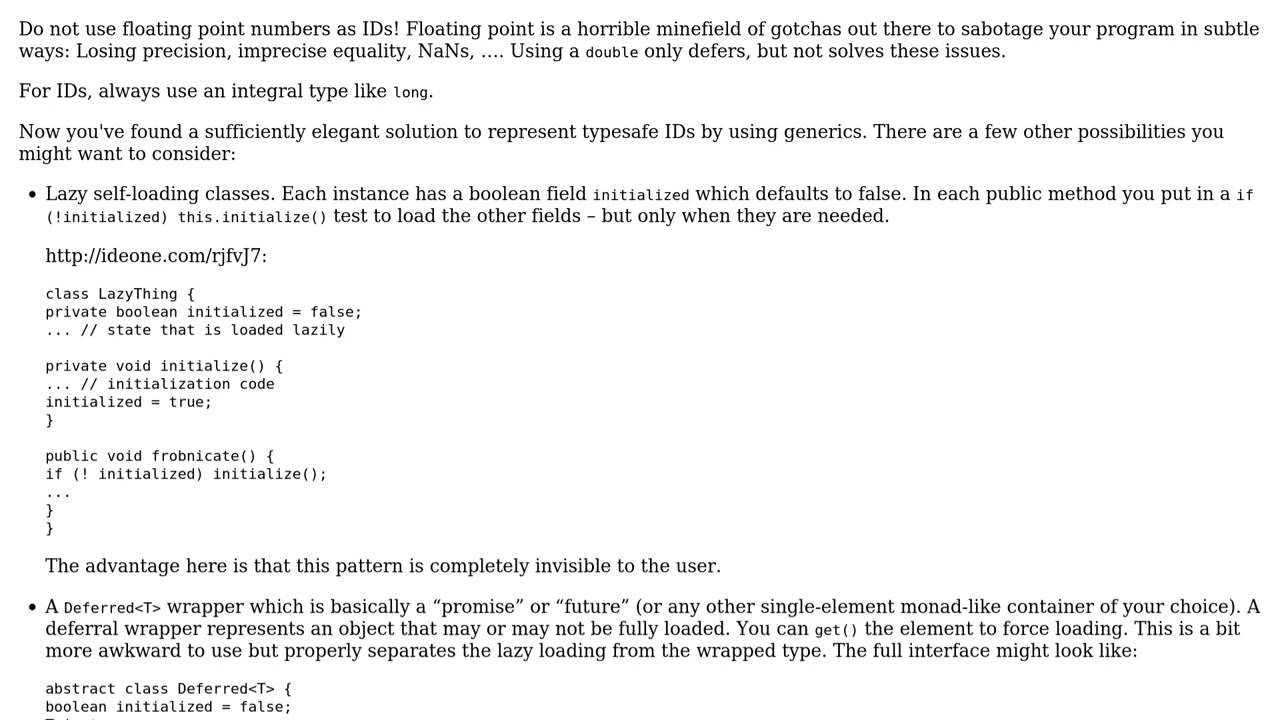 Do not use floating point numbers as IDs! Floating point is a horrible minefield of gotchas out there to sabotage your program in subtle
ways: Losing precision, imprecise equality, NaNs, …. Using a double only defers, but not solves these issues.
For IDs, always use an integral type like long.
Now you've found a sufficiently elegant solution to represent typesafe IDs by using generics. There are a few other possibilities you
might want to consider:
• Lazy self-loading classes. Each instance has a boolean field initialized which defaults to false. In each public method you put in a if
(!initialized) this.initialize() test to load the other fields – but only when they are needed.
http://ideone.com/rjfvJ7:
class LazyThing {
private boolean initialized = false;
... // state that is loaded lazily
private void initialize() {
... // initialization code
initialized = true;
}
public void frobnicate() {
if (! initialized) initialize();
...
}
}
The advantage here is that this pattern is completely invisible to the user.
• A Deferred<T> wrapper which is basically a “promise” or “future” (or any other single-element monad-like container of your choice). A
deferral wrapper represents an object that may or may not be fully loaded. You can get() the element to force loading. This is a bit
more awkward to use but properly separates the lazy loading from the wrapped type. The full interface might look like:
abstract class Deferred<T> {
boolean initialized = false;